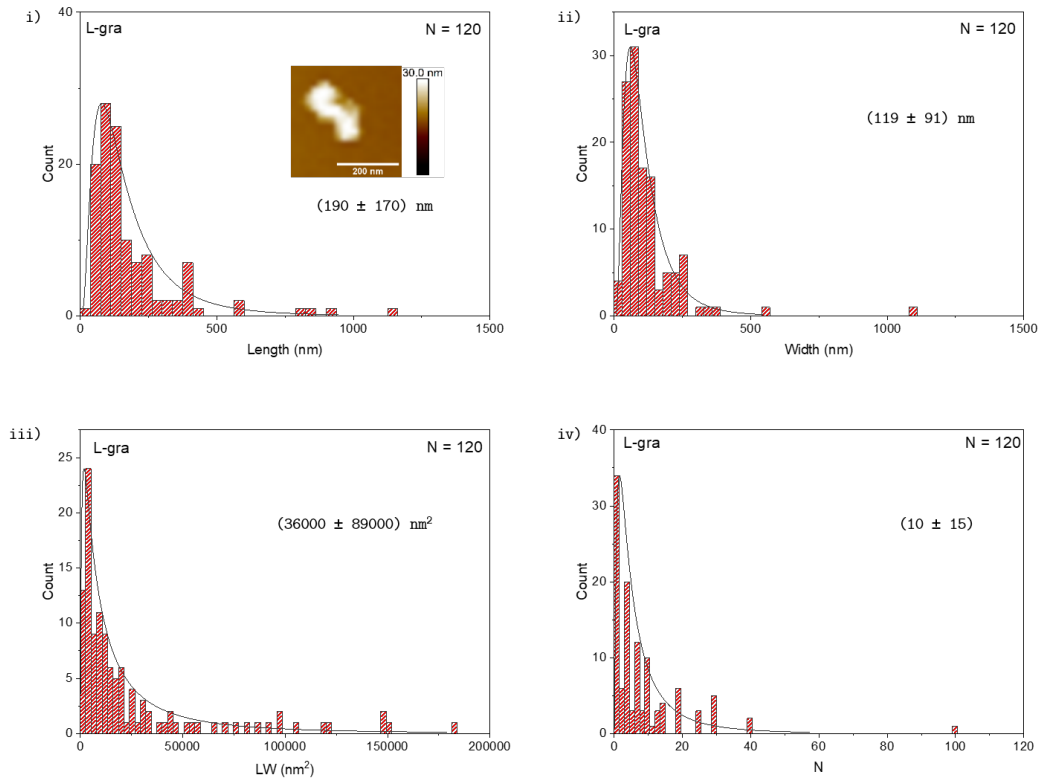 i)
L-gra
N = 120
30.0 nm
200 nm
(190 ± 170) nm
Count
0
20
40
0
500
1000
1500
Length (nm)
ii)
L-gra
N = 120
(119 ± 91) nm
Count
0
10
20
30
0
500
1000
1500
Width (nm)
iii)
L-gra
N = 120
(36000 ± 89000) nm²
Count
0
5
10
15
20
25
0
50000
100000
150000
200000
LW (nm²)
iv)
L-gra
N = 120
(10 ± 15)
Count
0
10
20
30
40
0
20
40
60
80
100
120
N